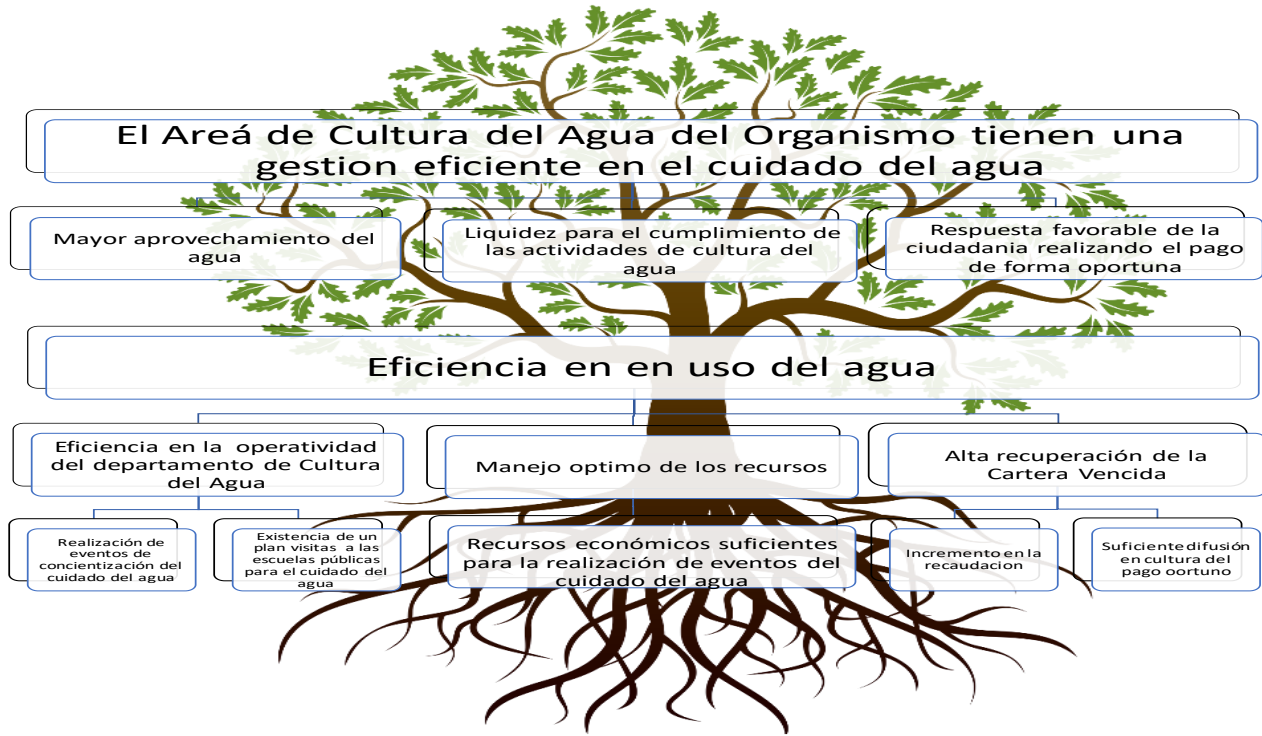 El Areá de Cultura del Agua del Organismo tienen una
gestion eficiente en el cuidado del agua
Mayor aprovechamiento del
agua
Liquidez para el cumplimiento de
las actividades de cultura del
agua
Respuesta favorable de la
ciudadania realizando el pago
de forma oportuna
Eficiencia en en uso del agua
Eficiencia en la operatividad
del departamento de Cultura
del Agua
Manejo optimo de los recursos
Alta recuperación de la
Cartera Vencida
Realización de
eventos de
concientización del
cuidado del agua
Existencia de un
plan visitas a las
escuelas públicas
para el cuidado del
agua
Recursos económicos suficientes
para la realización de eventos del
cuidado del agua
Incremento en la
recaudacion
Suficiente difusión
en cultura del
pago oortuno